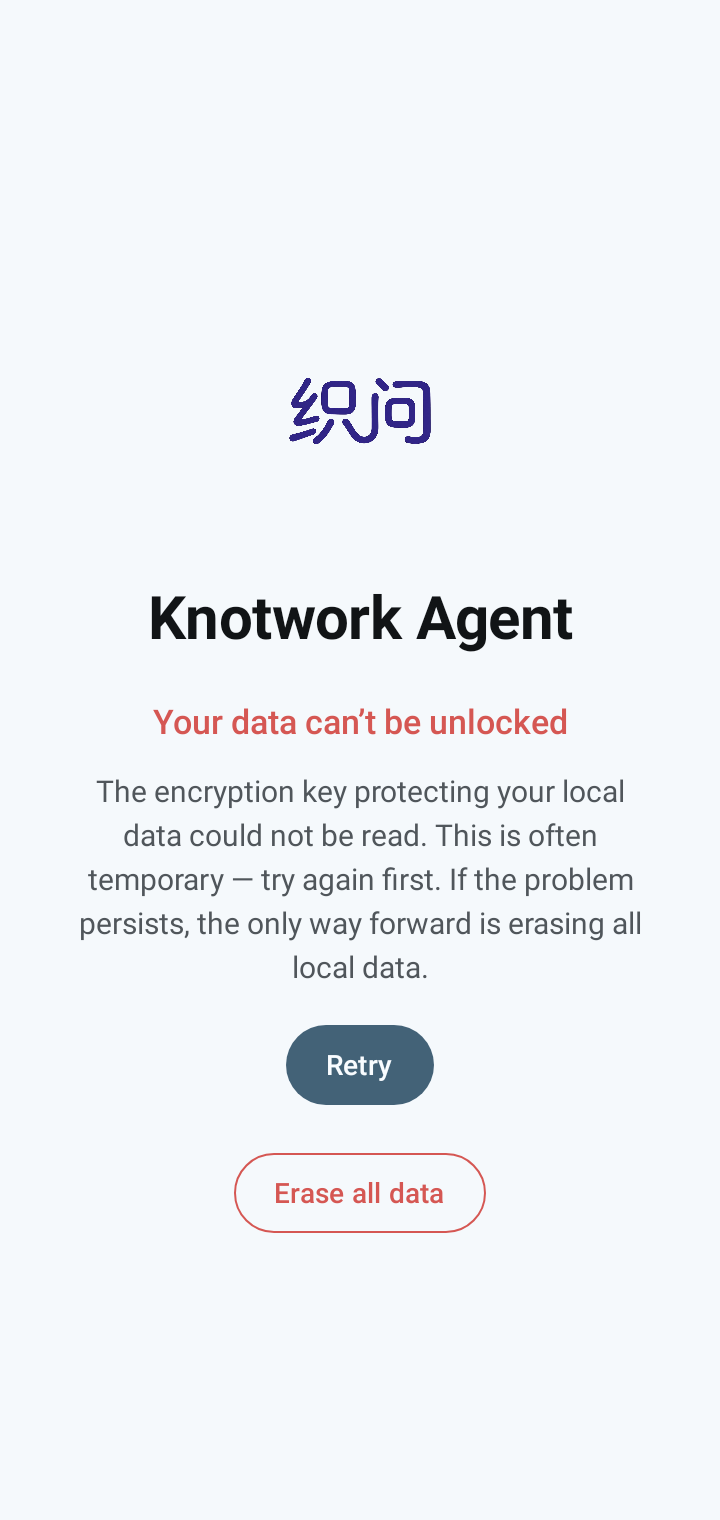 织问
Knotwork Agent
Your data can’t be unlocked
The encryption key protecting your local
data could not be read. This is often
temporary — try again first. If the problem
persists, the only way forward is erasing all
local data.
Retry
Erase all data